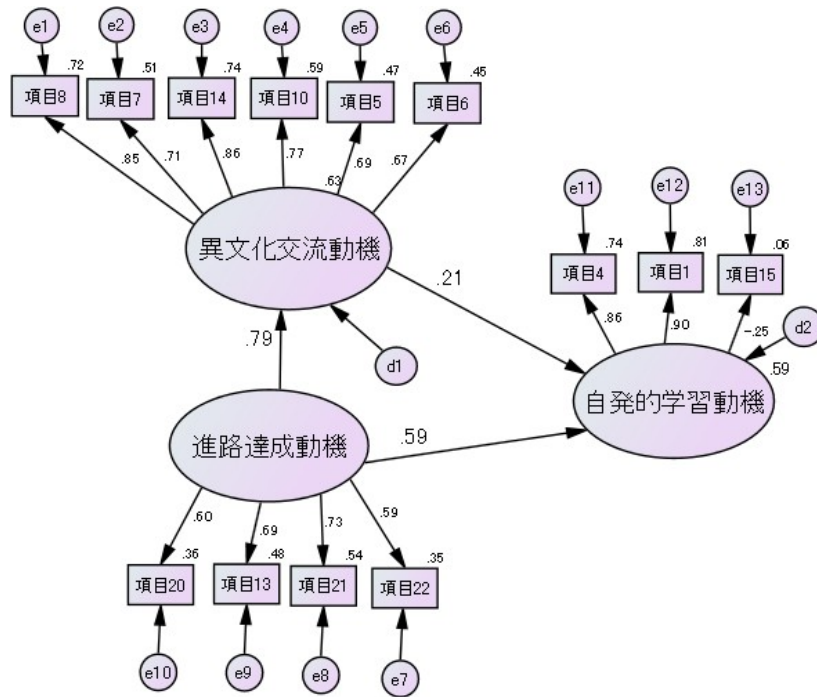 e1
e2
e3
e4
e5
e6
.72
.51
.74
.59
.47
.45
項目8
項目7
項目14
項目10
項目5
項目6
.85
.71
.86
.77
.69
.67
.63
異文化交流動機
e11
e12
e13
.74
.81
.06
項目4
項目1
項目15
.86
.90
-.25
d2
.59
自発的学習動機
.21
.79
d1
進路達成動機
.59
.60
.69
.73
.59
.36
.48
.54
.35
項目20
項目13
項目21
項目22
e10
e9
e8
e7